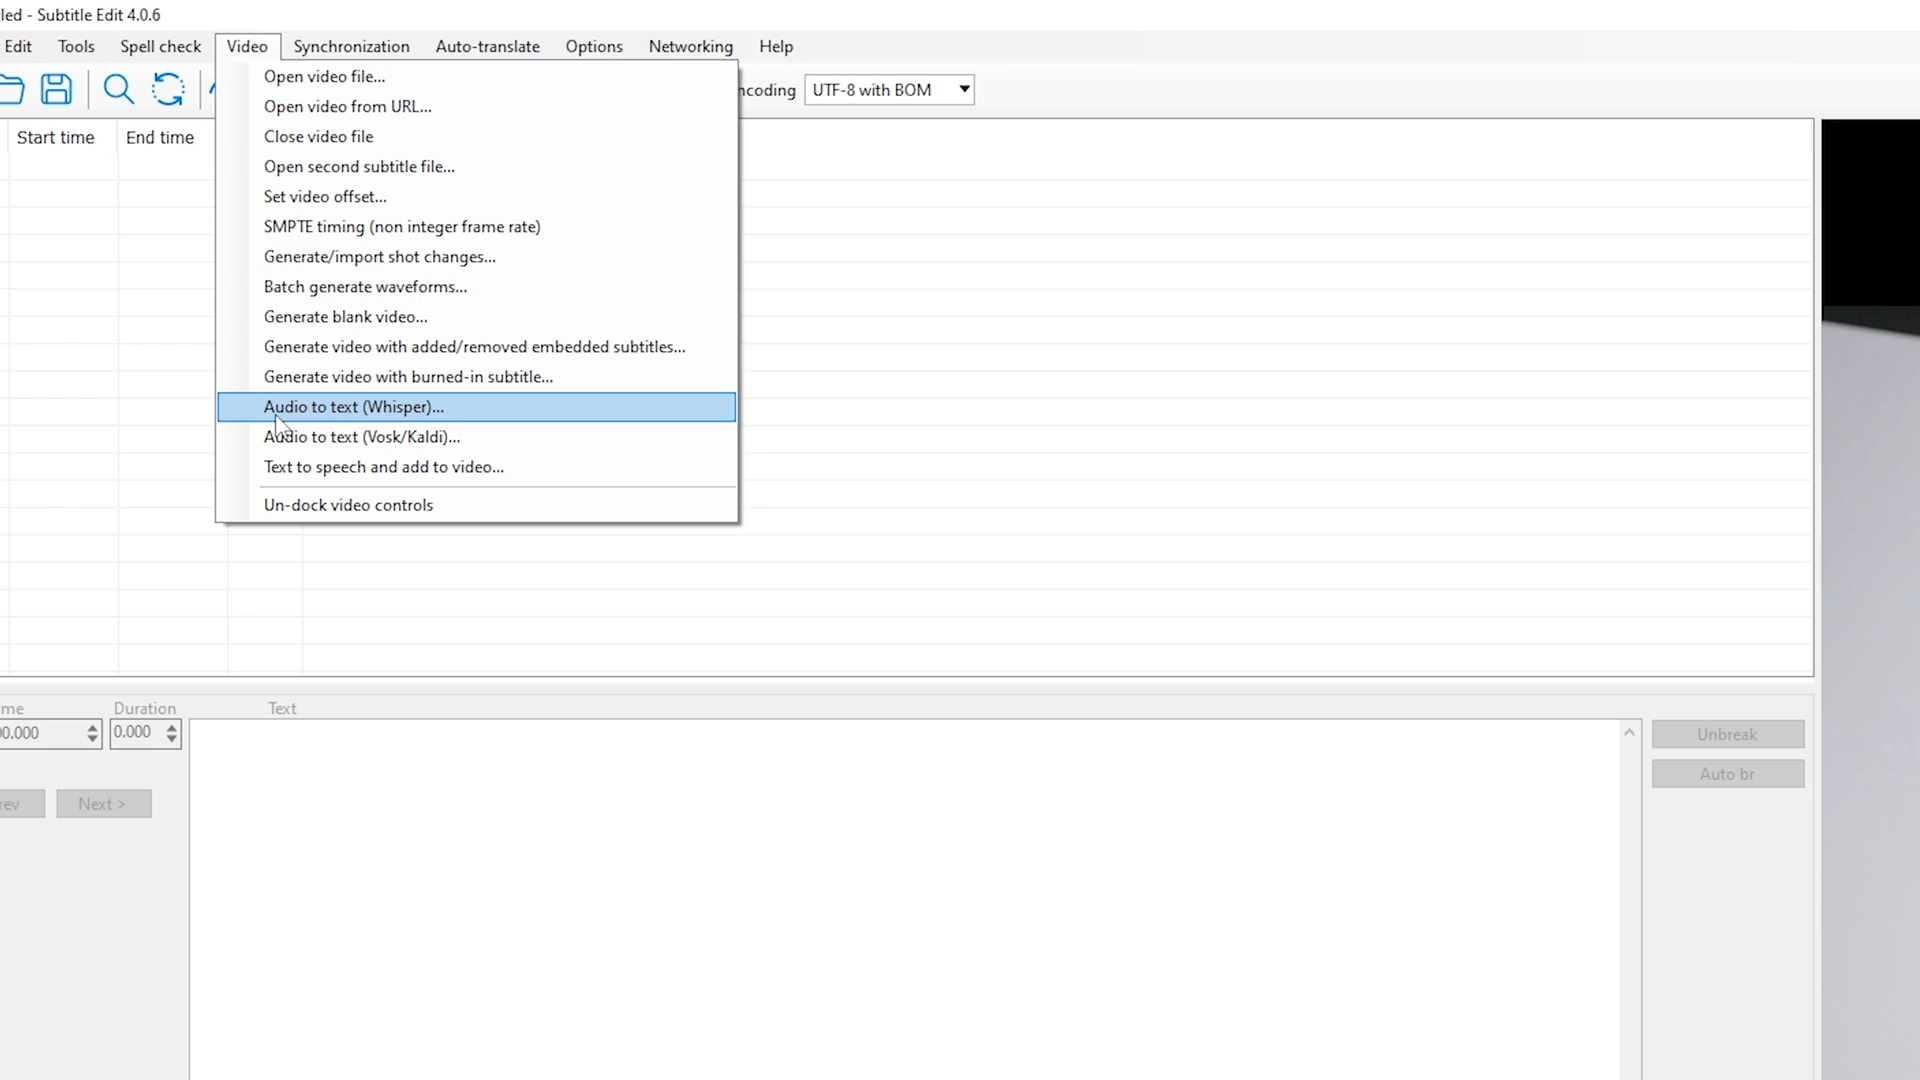 led - Subtitle Edit 4.0.6
Edit Tools Spell check Video Synchronization Auto-translate Options Networking Help
ncoding UTF-8 with BOM
Start time End time
Open video file...
Open video from URL...
Close video file
Open second subtitle file...
Set video offset...
SMPTE timing (non integer frame rate)
Generate/import shot changes...
Batch generate waveforms...
Generate blank video...
Generate video with added/removed embedded subtitles...
Generate video with burned-in subtitle...
Audio to text (Whisper)...
Audio to text (Vosk/Kaldi)...
Text to speech and add to video...
Un-dock video controls
me Duration Text
00.000 0.000
Unbreak
Auto br
rev Next >